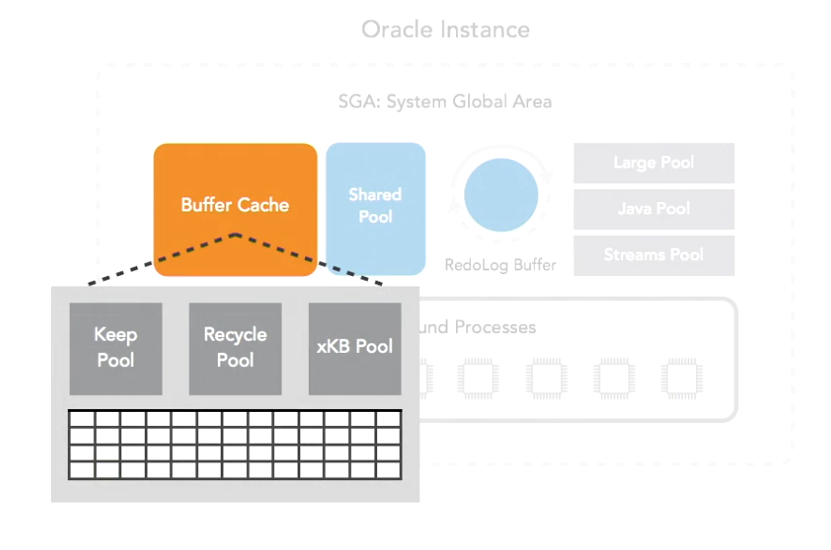 Oracle Instance
SGA: System Global Area
Buffer Cache
Shared
Pool
RedoLog Buffer
Large Pool
Java Pool
Streams Pool
Keep
Pool
Recycle
Pool
xKB Pool
und Processes